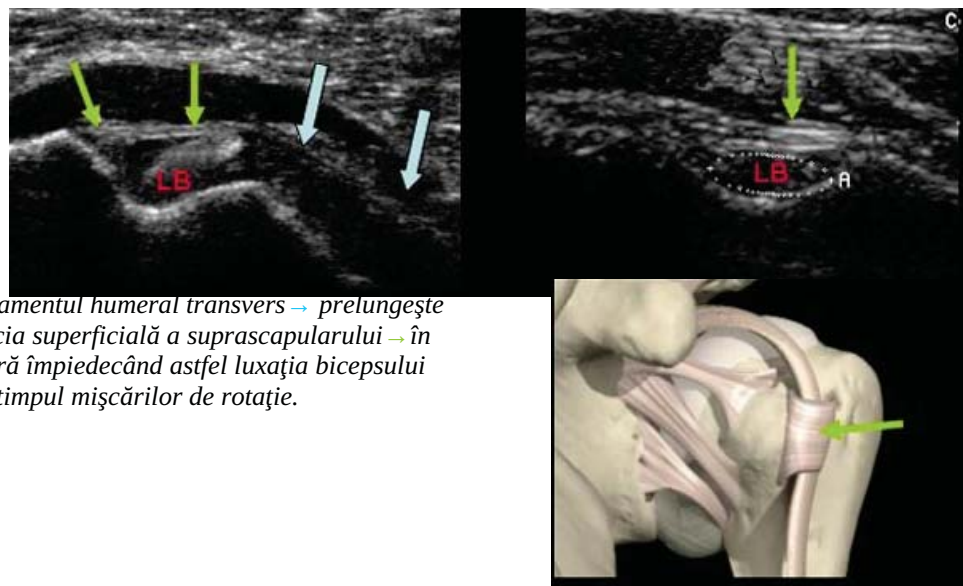 LB
C
LB
A
amentul humeral transvers → prelungeşte
cia superficială a suprascapularului → în
ră împiedecând astfel luxaţia bicepsului
timpul mişcărilor de rotaţie.